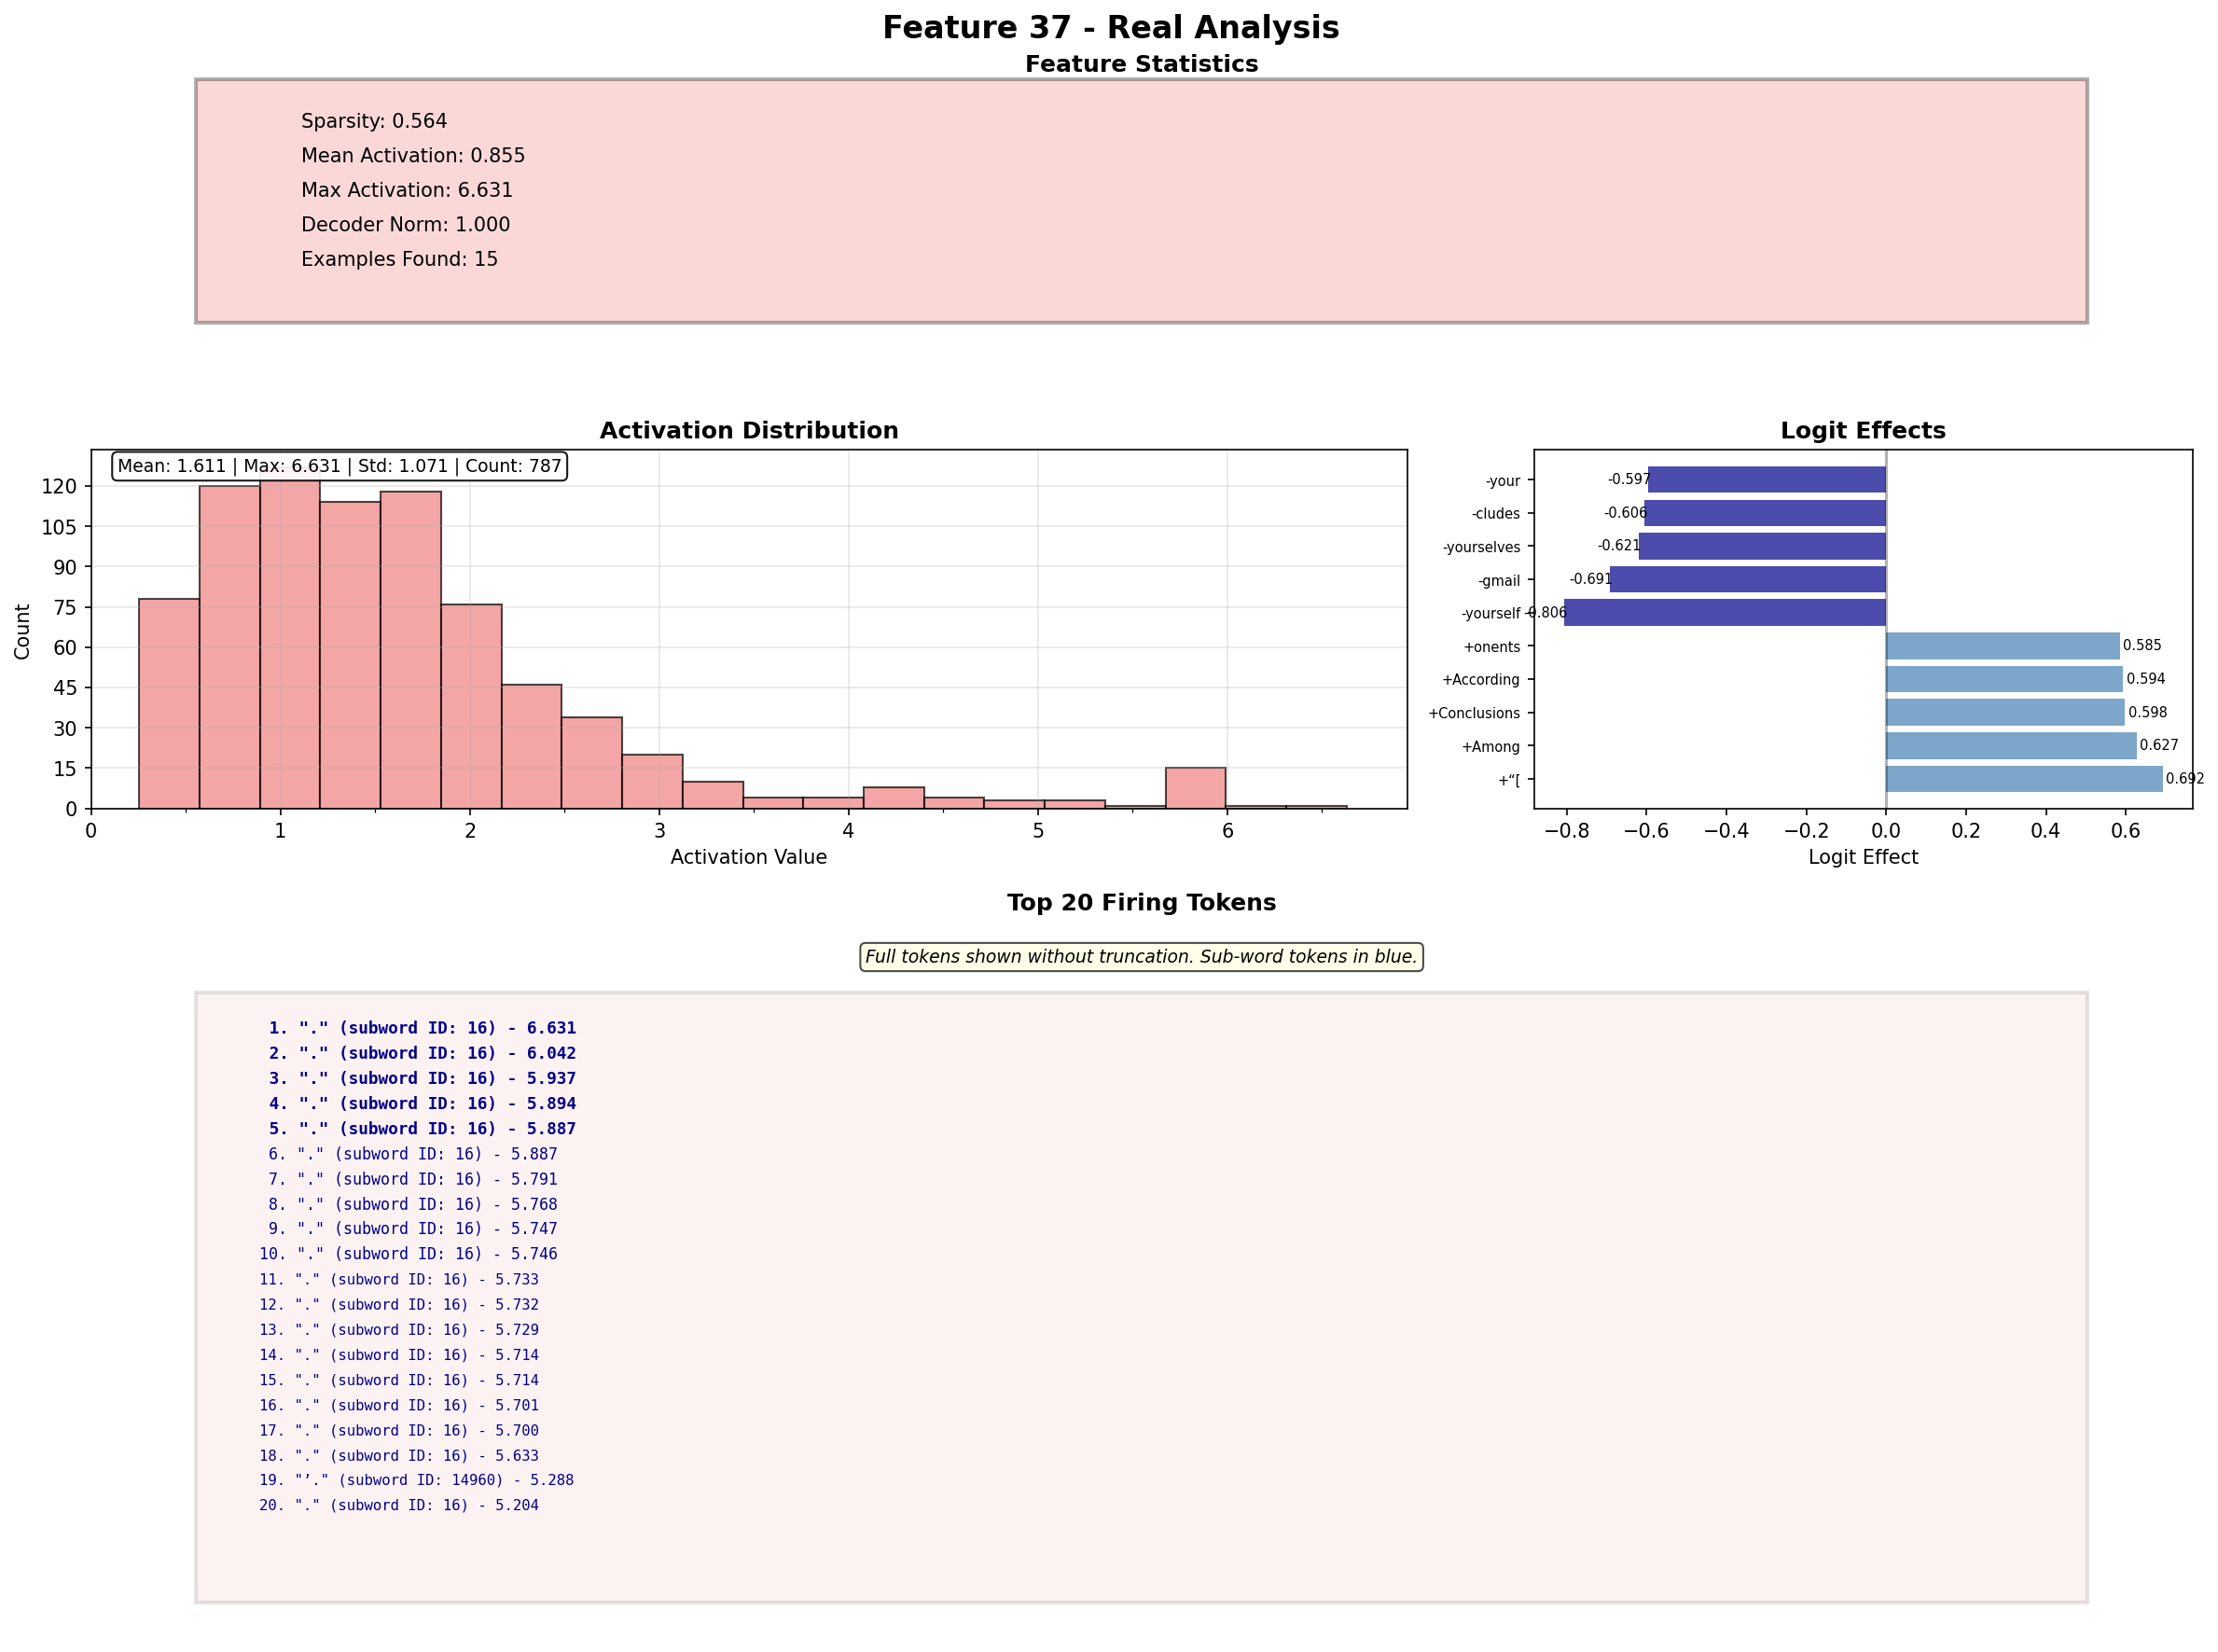 Feature 37 - Real Analysis
Feature Statistics
Sparsity: 0.564
Mean Activation: 0.855
Max Activation: 6.631
Decoder Norm: 1.000
Examples Found: 15
Activation Distribution
Mean: 1.611 | Max: 6.631 | Std: 1.071 | Count: 787
120
105
90
75
60
45
30
15
0
Count
0 1 2 3 4 5 6
Activation Value
Logit Effects
-your -0.597
-cludes -0.606
-yourselves -0.621
-gmail -0.691
-yourself -0.806
+onents 0.585
+According 0.594
+Conclusions 0.598
+Among 0.627
+“[ 0.692
−0.8 −0.6 −0.4 −0.2 0.0 0.2 0.4 0.6
Logit Effect
Top 20 Firing Tokens
Full tokens shown without truncation. Sub-word tokens in blue.
1. "." (subword ID: 16) - 6.631
2. "." (subword ID: 16) - 6.042
3. "." (subword ID: 16) - 5.937
4. "." (subword ID: 16) - 5.894
5. "." (subword ID: 16) - 5.887
6. "." (subword ID: 16) - 5.887
7. "." (subword ID: 16) - 5.791
8. "." (subword ID: 16) - 5.768
9. "." (subword ID: 16) - 5.747
10. "." (subword ID: 16) - 5.746
11. "." (subword ID: 16) - 5.733
12. "." (subword ID: 16) - 5.732
13. "." (subword ID: 16) - 5.729
14. "." (subword ID: 16) - 5.714
15. "." (subword ID: 16) - 5.714
16. "." (subword ID: 16) - 5.701
17. "." (subword ID: 16) - 5.700
18. "." (subword ID: 16) - 5.633
19. "’." (subword ID: 14960) - 5.288
20. "." (subword ID: 16) - 5.204